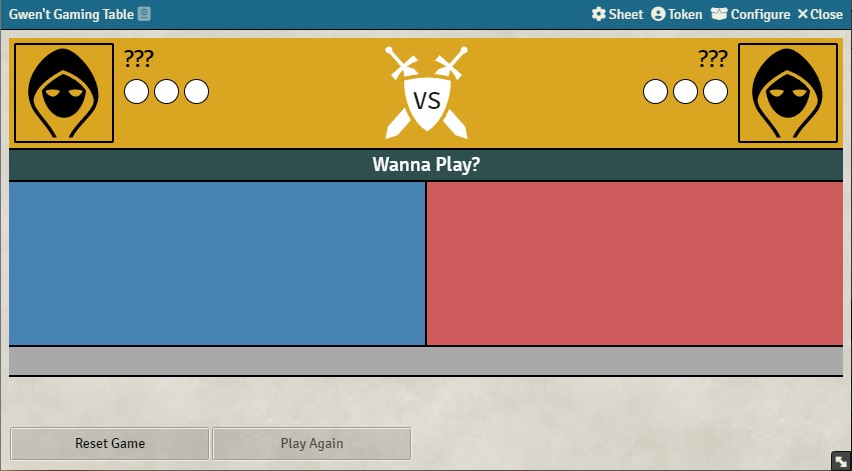 Gwen't Gaming Table Sheet Token Configure Close
??? ???
VS
Wanna Play?
Reset Game Play Again